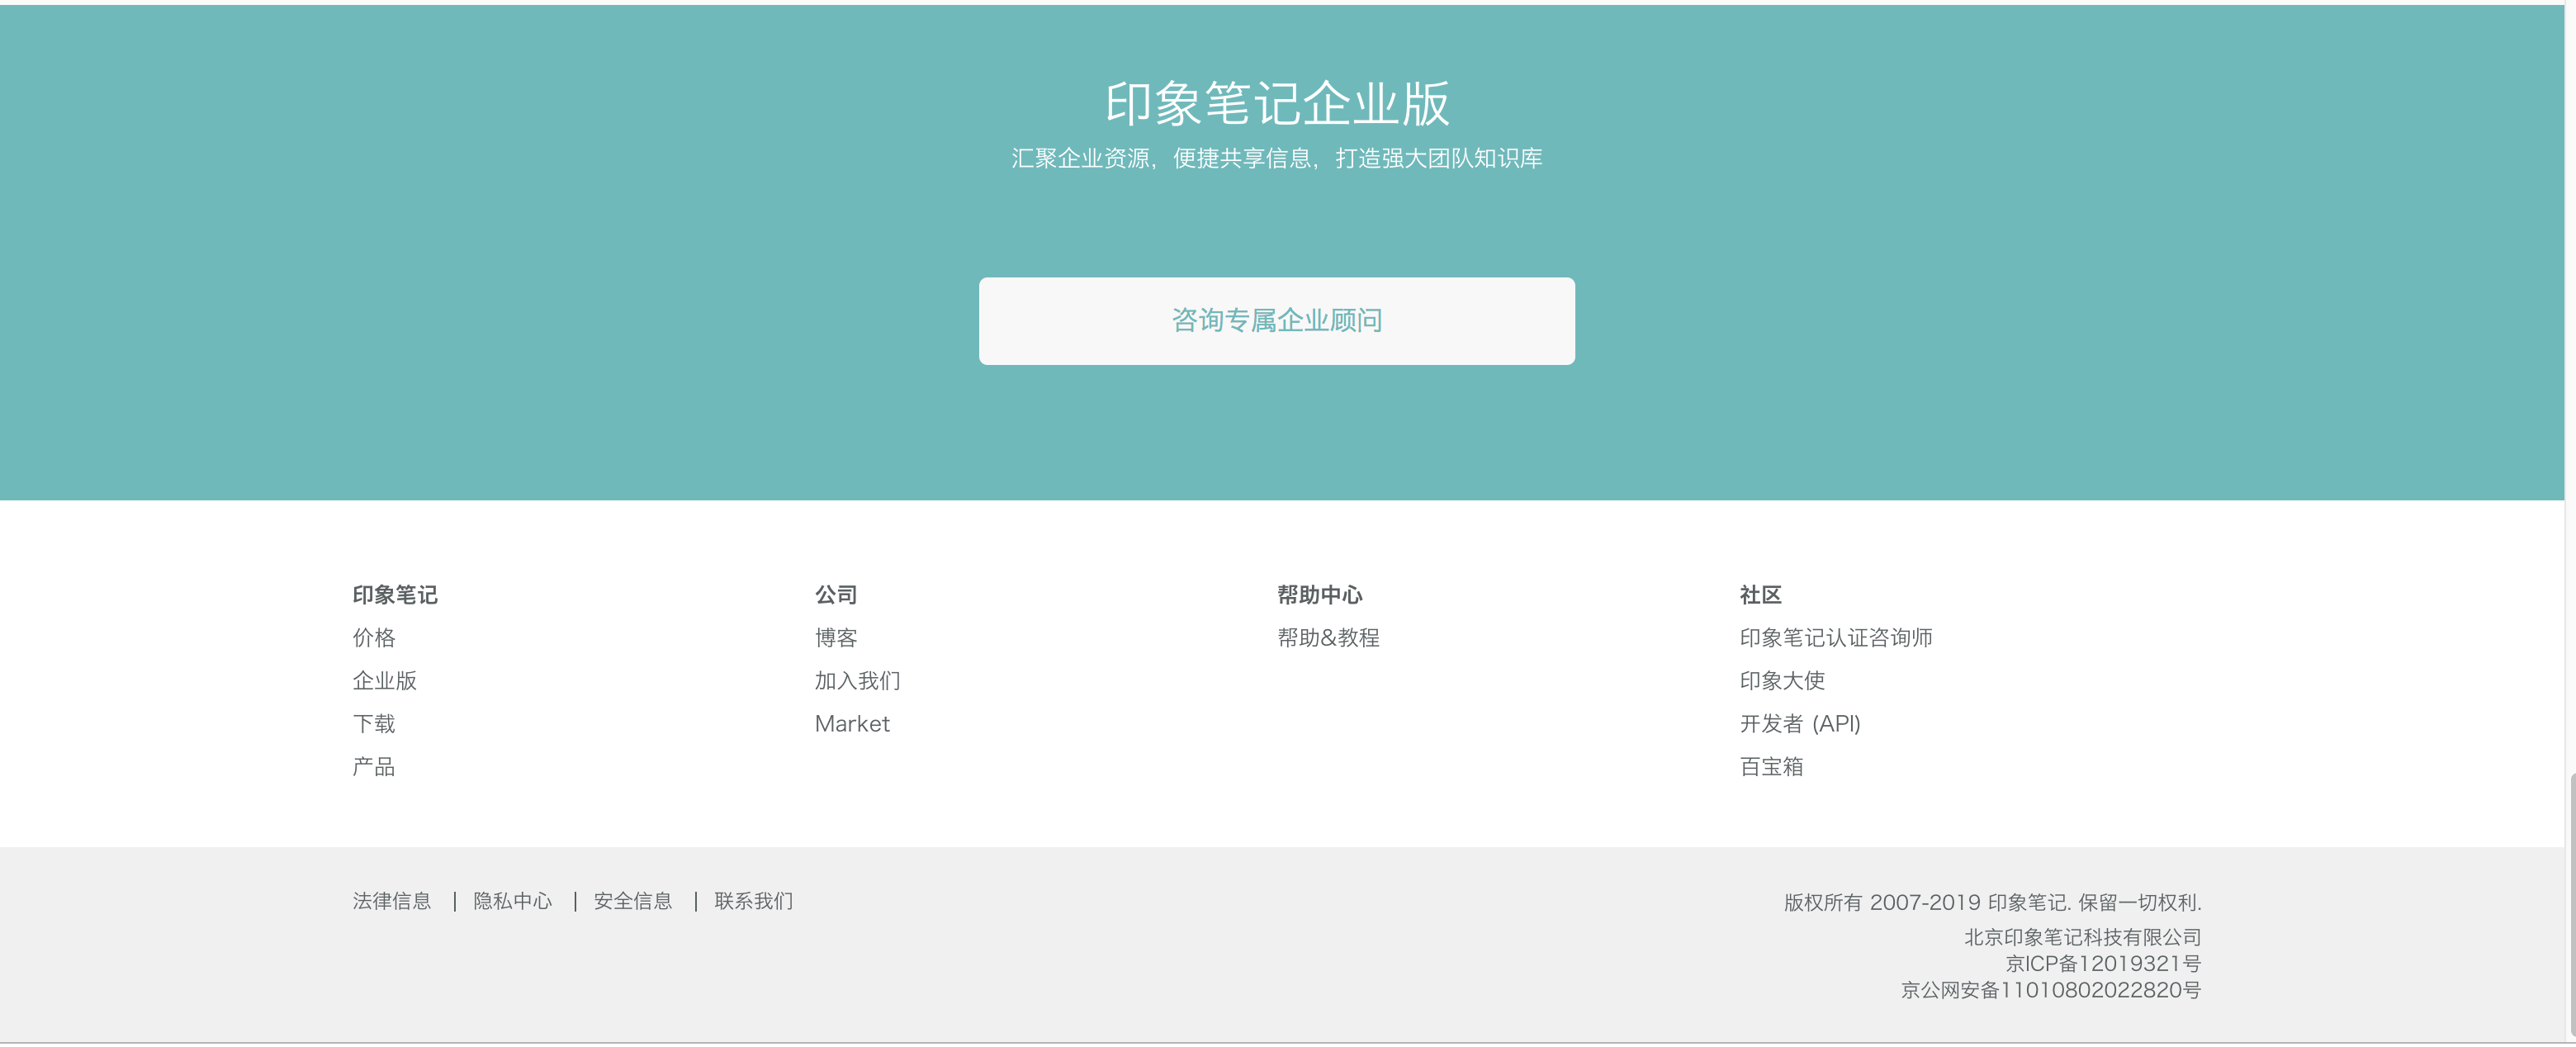 印象笔记企业版
汇聚企业资源，便捷共享信息，打造强大团队知识库
咨询专属企业顾问
印象笔记
价格
企业版
下载
产品
公司
博客
加入我们
Market
帮助中心
帮助&教程
社区
印象笔记认证咨询师
印象大使
开发者 (API)
百宝箱
法律信息 | 隐私中心 | 安全信息 | 联系我们
版权所有 2007-2019 印象笔记. 保留一切权利.
北京印象笔记科技有限公司
京ICP备12019321号
京公网安备11010802022820号